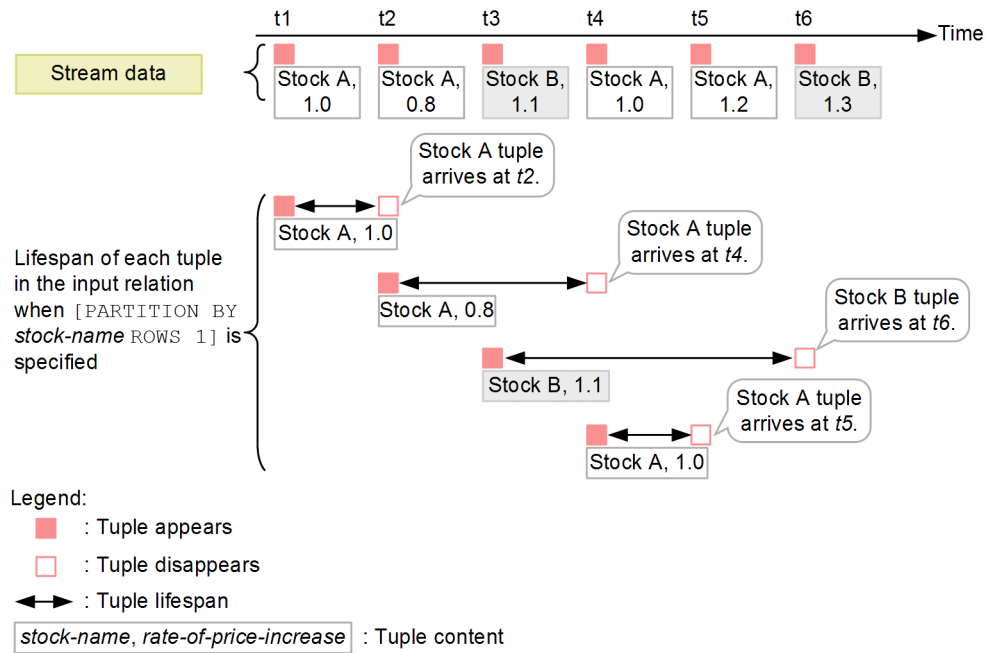 t1 t2 t3 t4 t5 t6
Time
Stream data
Stock A,
1.0
Stock A,
0.8
Stock B,
1.1
Stock A,
1.0
Stock A,
1.2
Stock B,
1.3
Stock A tuple
arrives at t2.
Stock A, 1.0
Lifespan of each tuple
in the input relation
when [PARTITION BY
stock-name ROWS 1] is
specified
Stock A tuple
arrives at t4.
Stock A, 0.8
Stock B tuple
arrives at t6.
Stock B, 1.1
Stock A tuple
arrives at t5.
Stock A, 1.0
Legend:
: Tuple appears
: Tuple disappears
: Tuple lifespan
stock-name, rate-of-price-increase : Tuple content